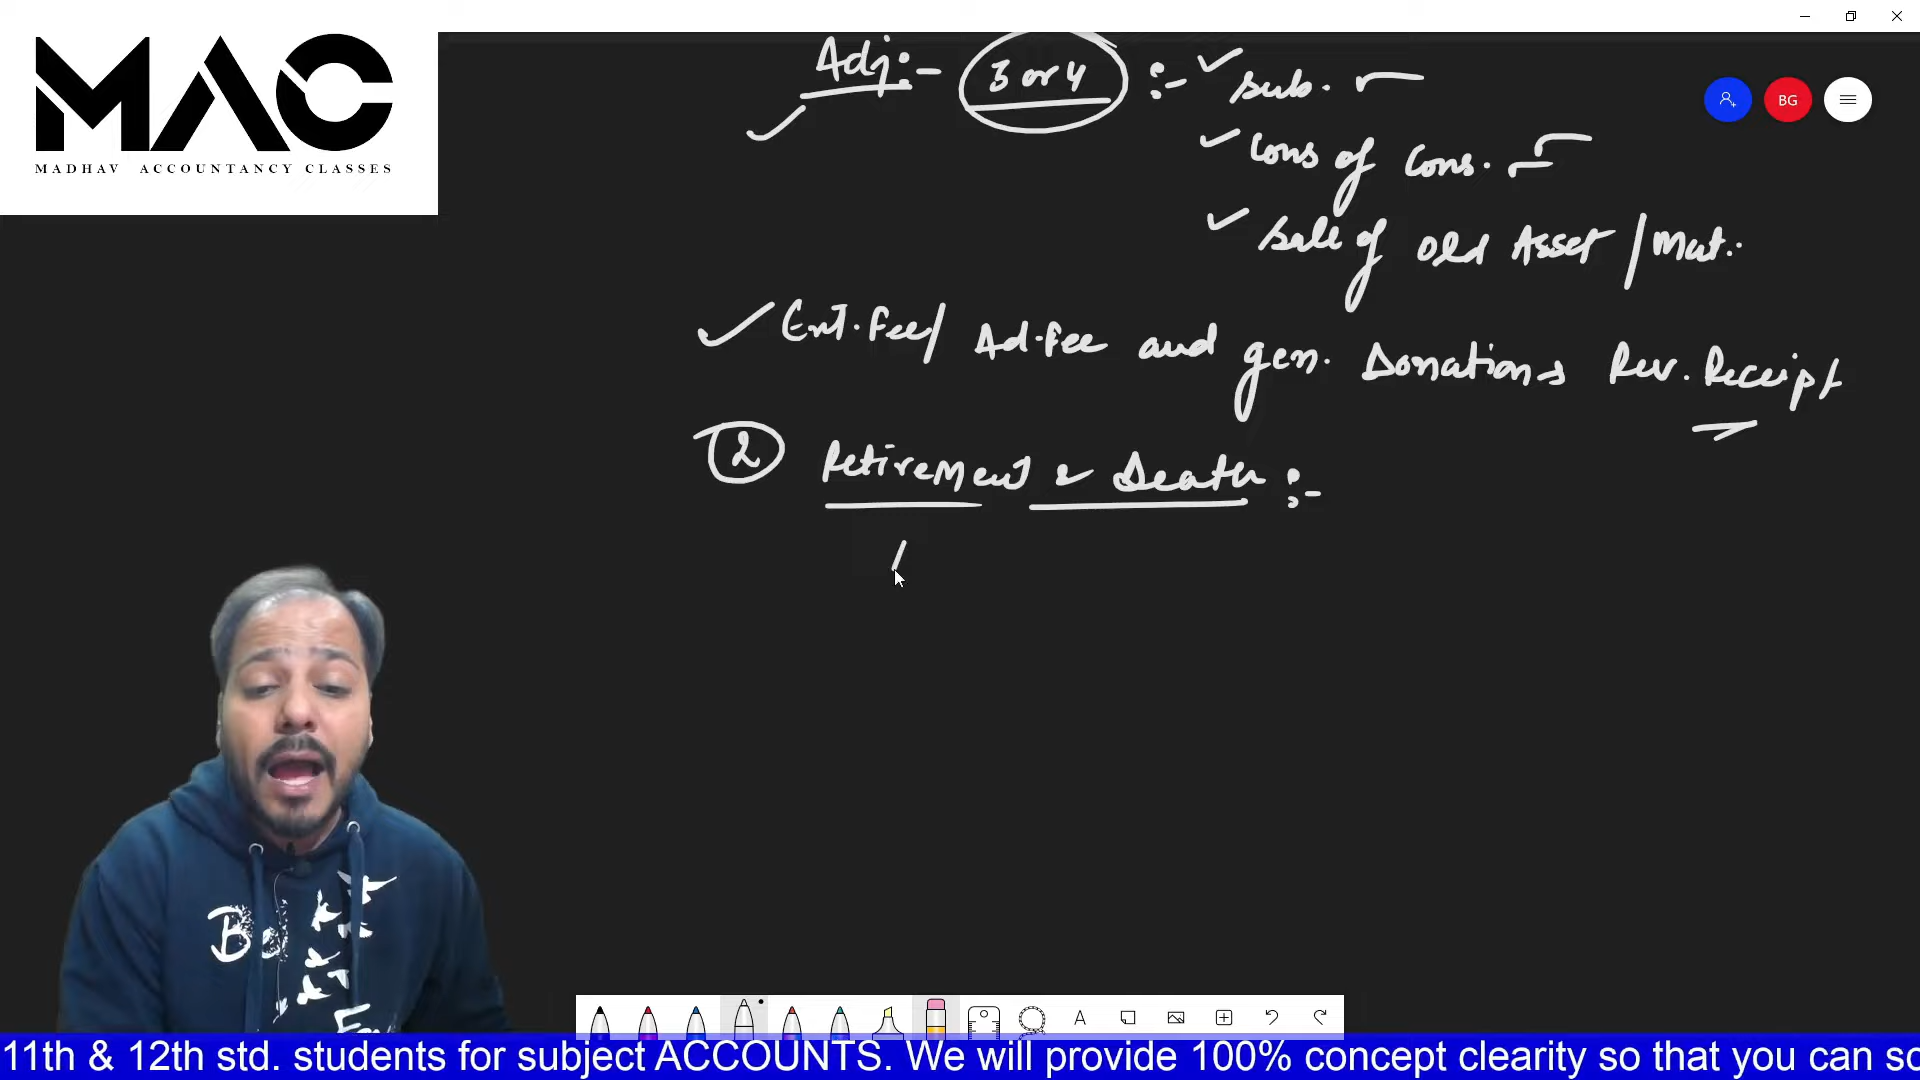 MAC
MADHAV ACCOUNTANCY CLASSES
Adj:- 3 or 4 :- Sub.
Cons of Cons.
Sale of Old Asset / Mat.
Ent. Fee / Ad. Fee and gen. Donations Rev. Receipt
2 Retirement & Death :-
BG
A
11th & 12th std. students for subject ACCOUNTS. We will provide 100% concept clearity so that you can sc